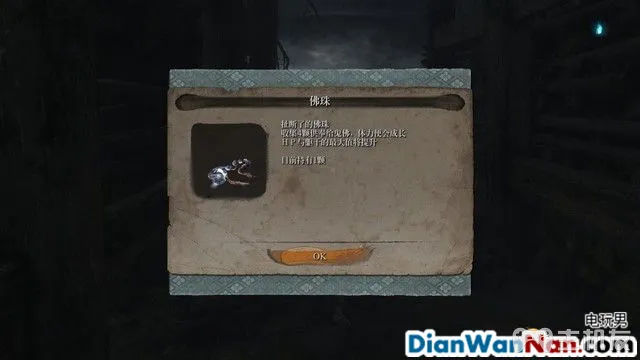 佛珠
扯断了的佛珠
收集4颗供奉给鬼佛，体力便会成长
HP与躯干的最大值将提升
目前持有1颗
OK
电玩男
DianWanNan.com